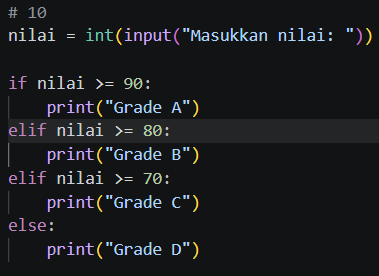 # 10
nilai = int(input("Masukkan nilai: "))

if nilai >= 90:
    print("Grade A")
elif nilai >= 80:
    print("Grade B")
elif nilai >= 70:
    print("Grade C")
else:
    print("Grade D")